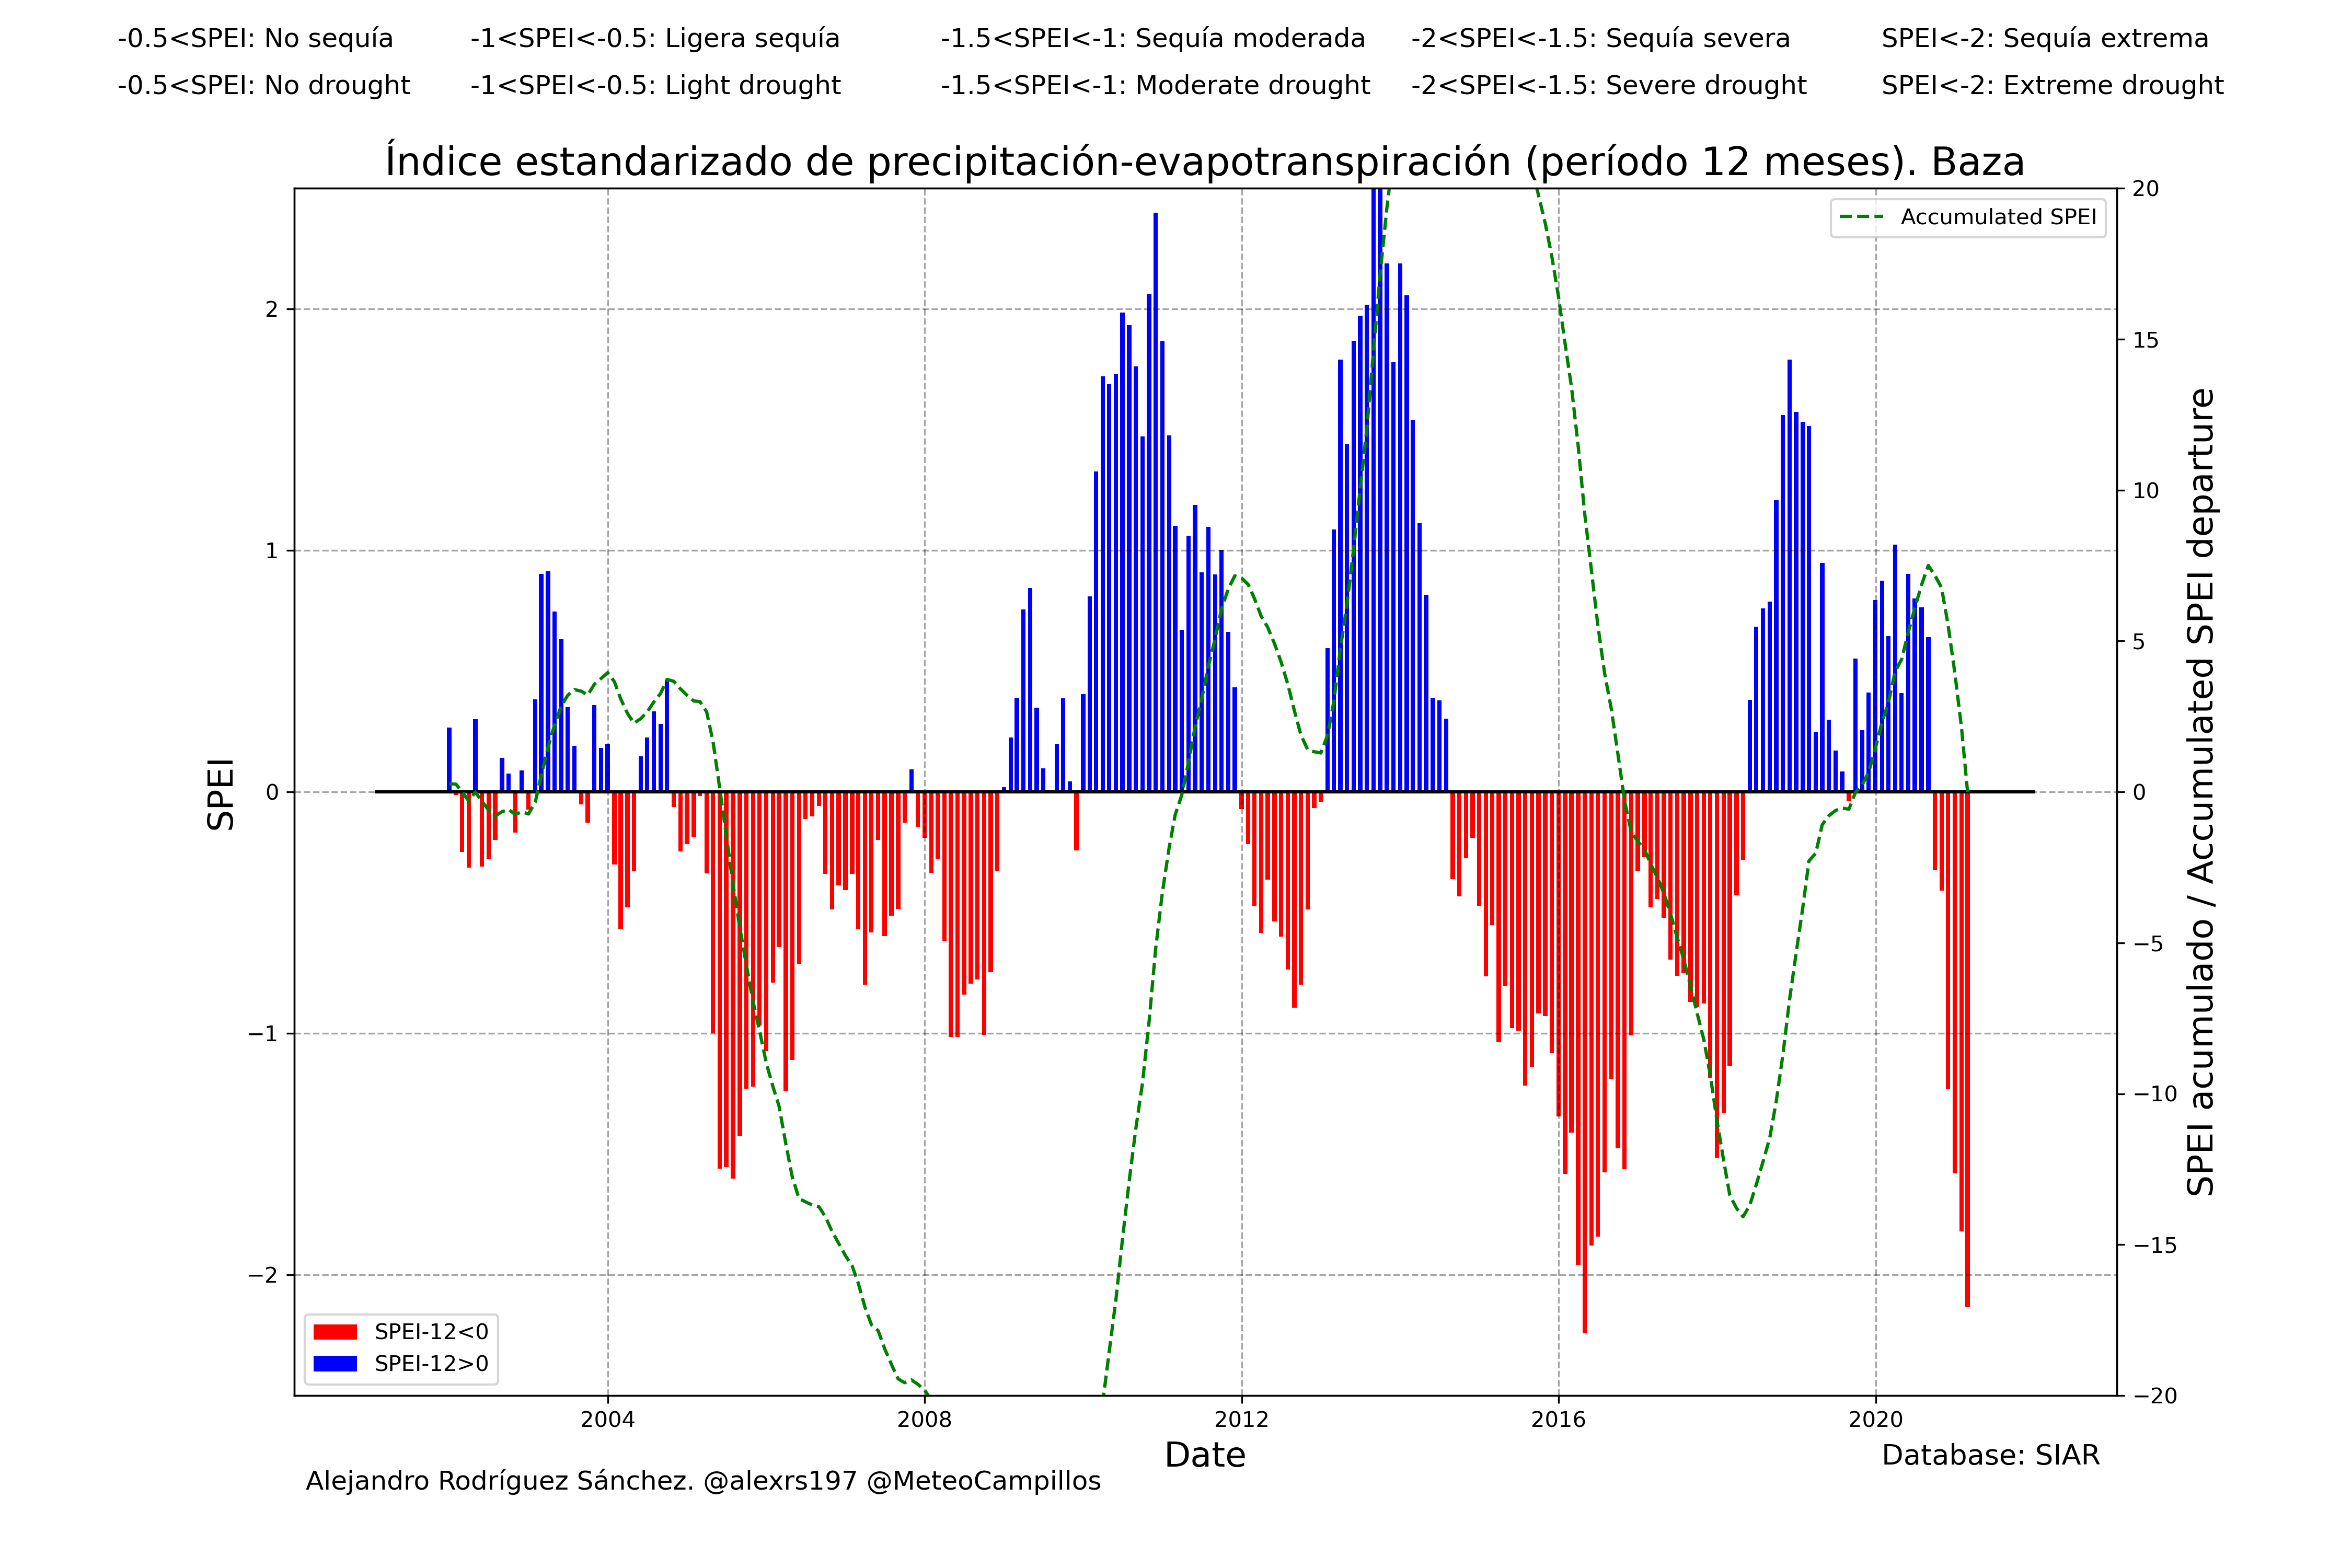 -0.5<SPEI: No sequía -1<SPEI<-0.5: Ligera sequía -1.5<SPEI<-1: Sequía moderada -2<SPEI<-1.5: Sequía severa SPEI<-2: Sequía extrema
-0.5<SPEI: No drought -1<SPEI<-0.5: Light drought -1.5<SPEI<-1: Moderate drought -2<SPEI<-1.5: Severe drought SPEI<-2: Extreme drought
Índice estandarizado de precipitación-evapotranspiración (período 12 meses). Baza
Accumulated SPEI
SPEI
2
1
0
−1
−2
20
15
10
5
0
−5
−10
−15
−20
SPEI acumulado / Accumulated SPEI departure
SPEI-12<0
SPEI-12>0
2004 2008 2012 2016 2020
Date
Database: SIAR
Alejandro Rodríguez Sánchez. @alexrs197 @MeteoCampillos